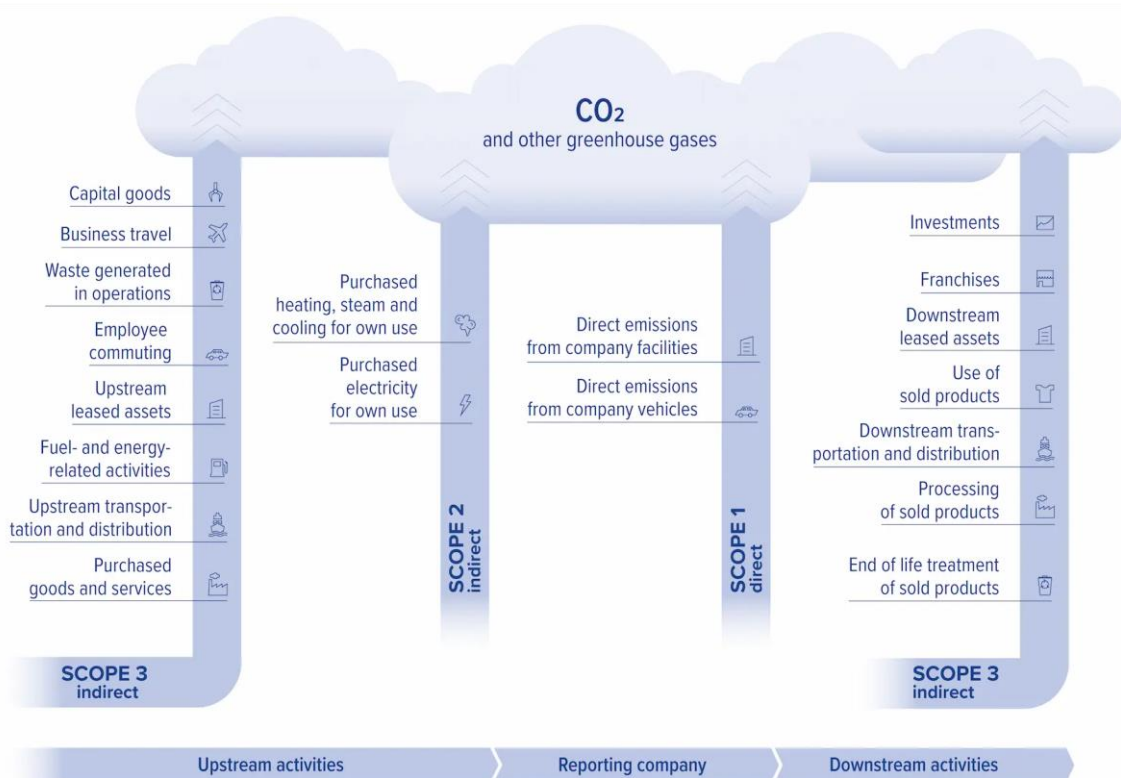 CO₂
and other greenhouse gases
Capital goods
Business travel
Waste generated
in operations
Employee
commuting
Upstream
leased assets
Fuel- and energy-
related activities
Upstream transpor-
tation and distribution
Purchased
goods and services
SCOPE 3
indirect
Purchased
heating, steam and
cooling for own use
Purchased
electricity
for own use
SCOPE 2
indirect
Direct emissions
from company facilities
Direct emissions
from company vehicles
SCOPE 1
direct
Investments
Franchises
Downstream
leased assets
Use of
sold products
Downstream trans-
portation and distribution
Processing
of sold products
End of life treatment
of sold products
SCOPE 3
indirect
Upstream activities
Reporting company
Downstream activities